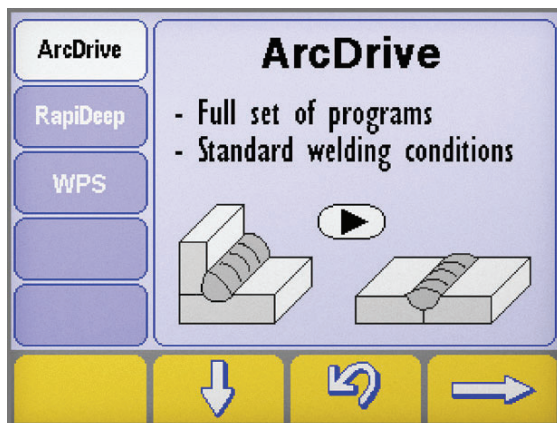 ArcDrive
RapiDeep
WPS
ArcDrive
- Full set of programs
- Standard welding conditions